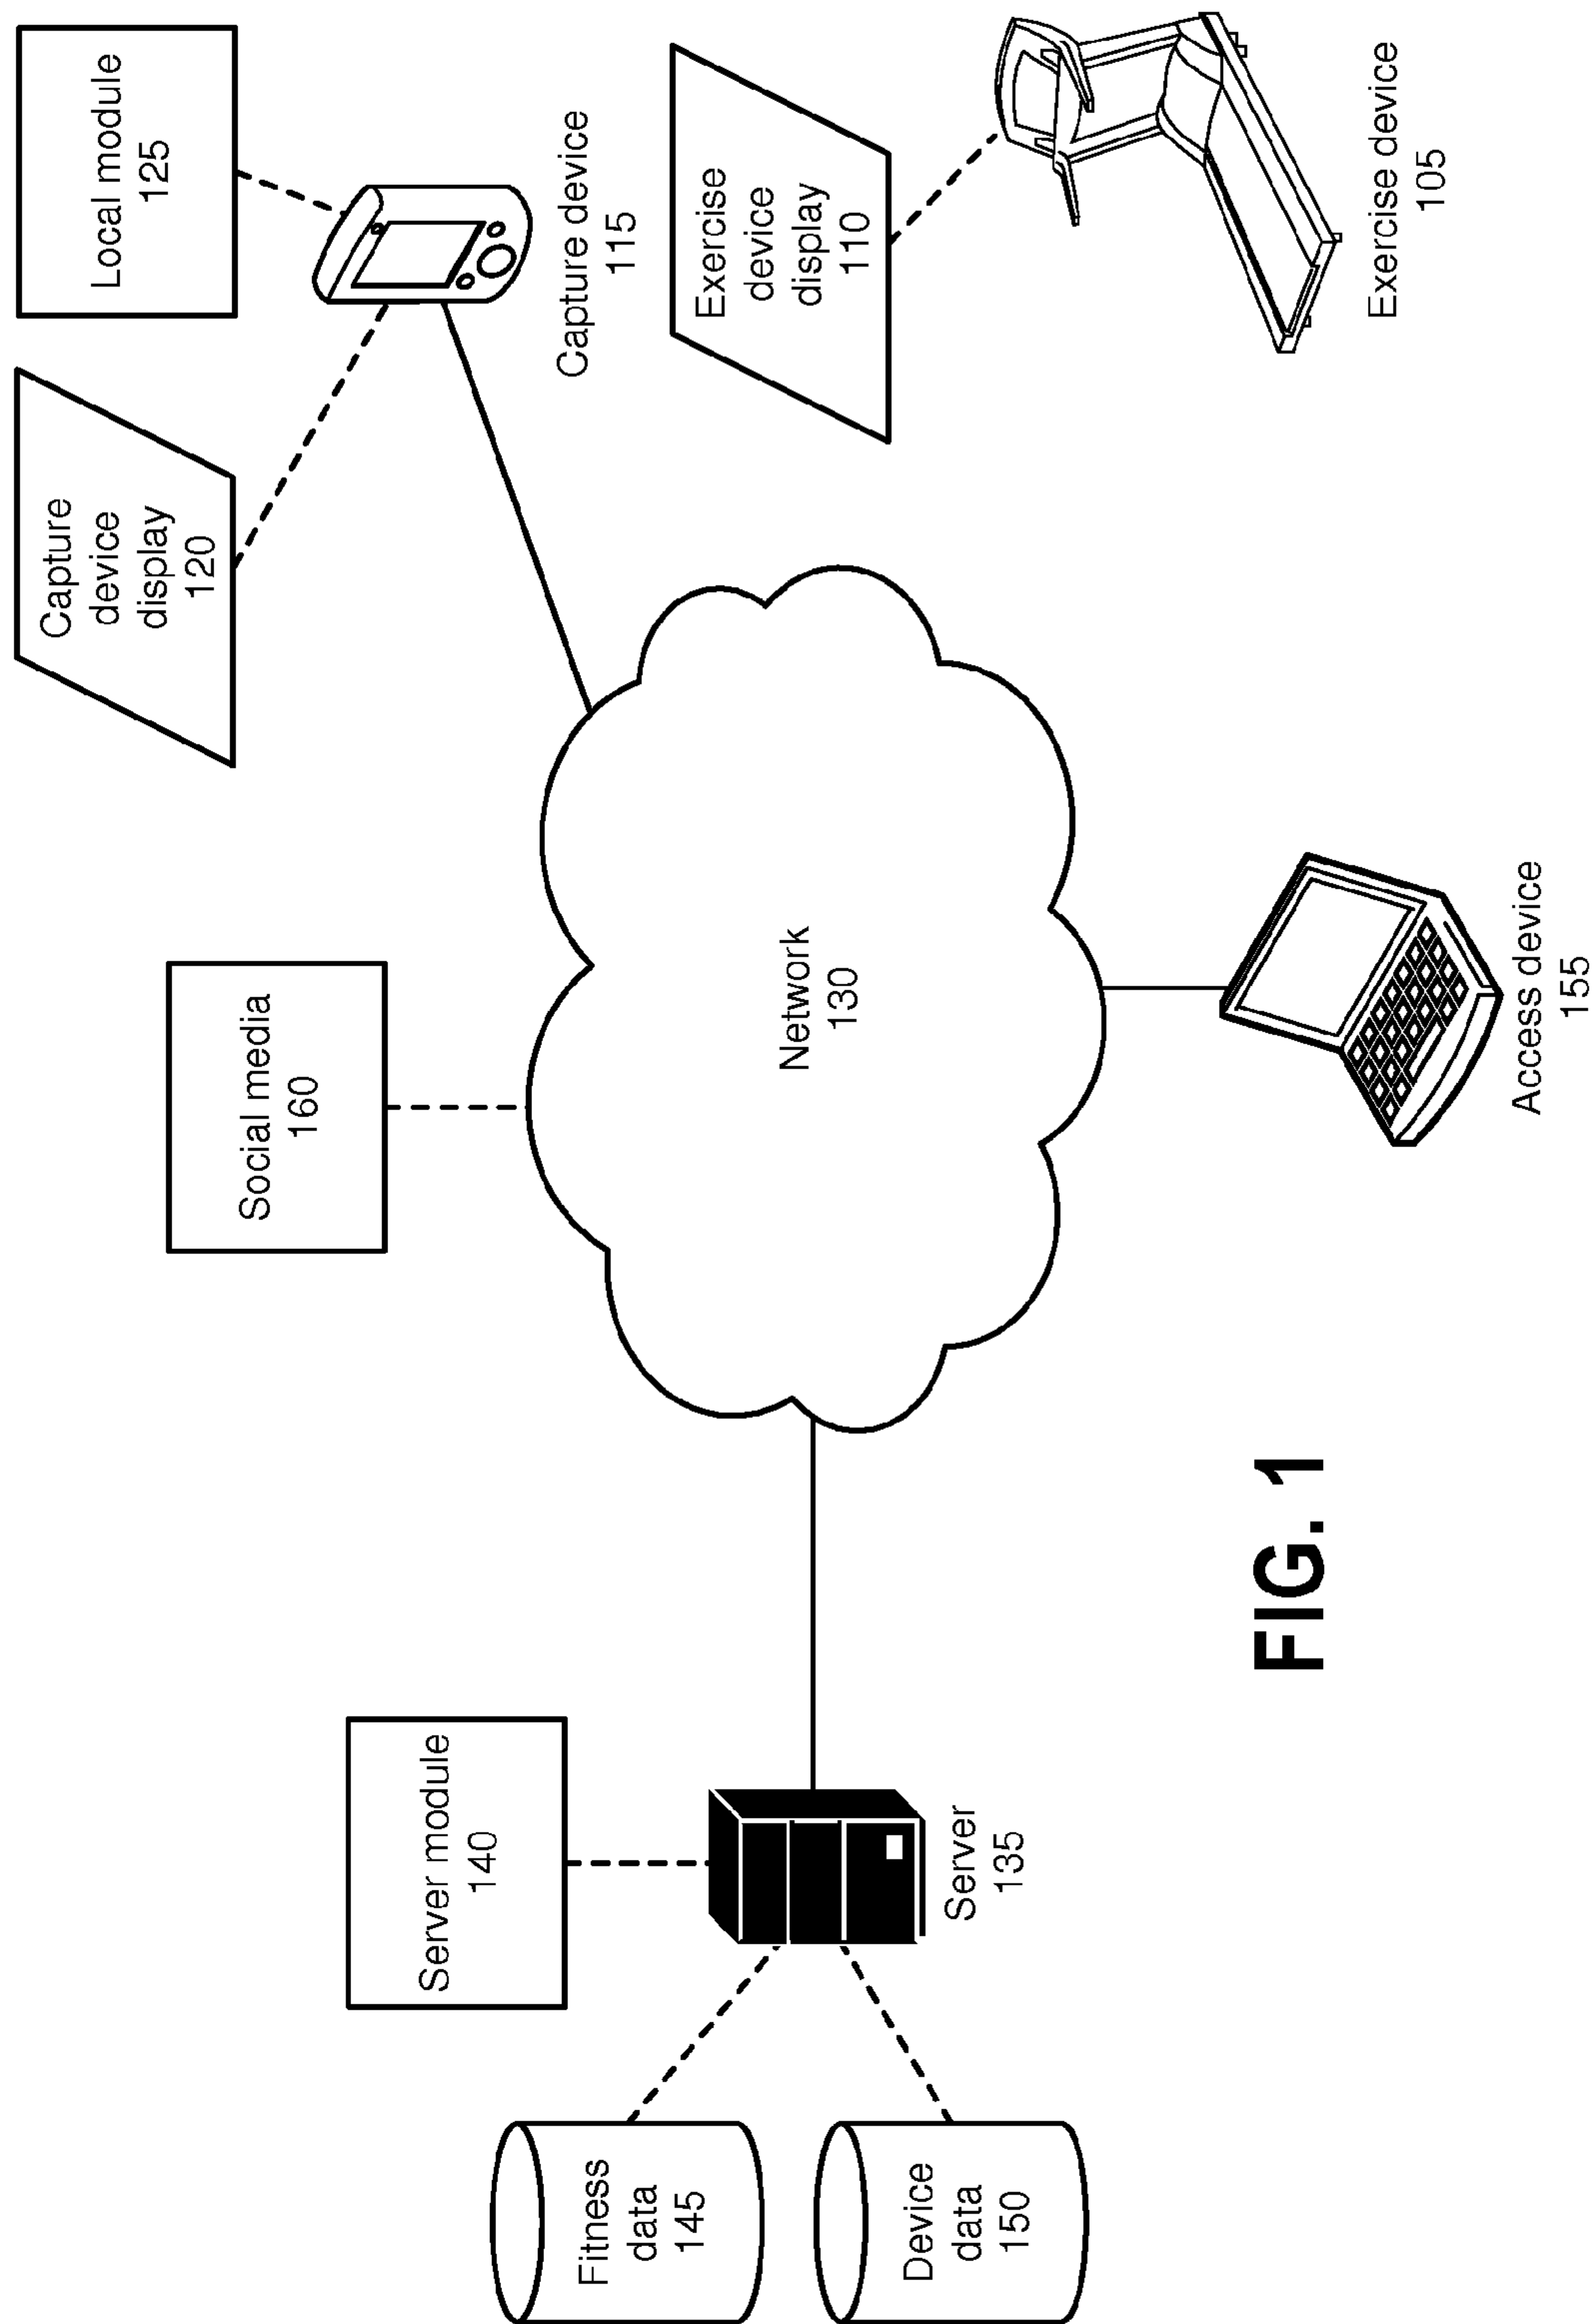 Capture
device
display
120
Local module
125
Capture device
115
Social media
160
Exercise
device
display
110
Exercise device
105
Server module
140
Network
130
Fitness
data
145
Device
data
150
Server
135
Access device
155
FIG. 1